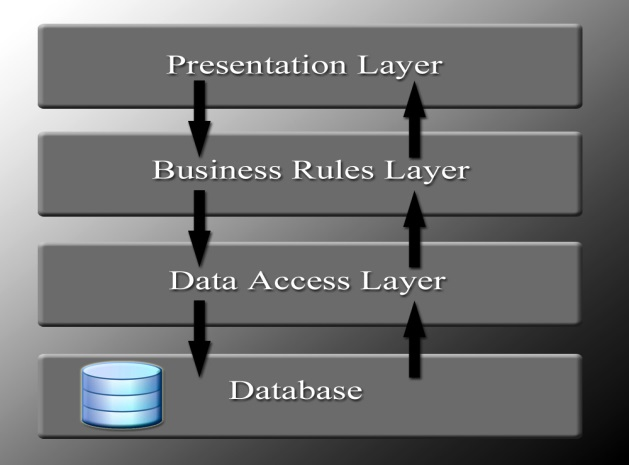 Presentation Layer
Business Rules Layer
Data Access Layer
Database